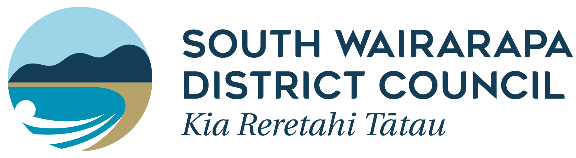 SOUTH WAIRARAPA
DISTRICT COUNCIL
Kia Reretahi Tātau